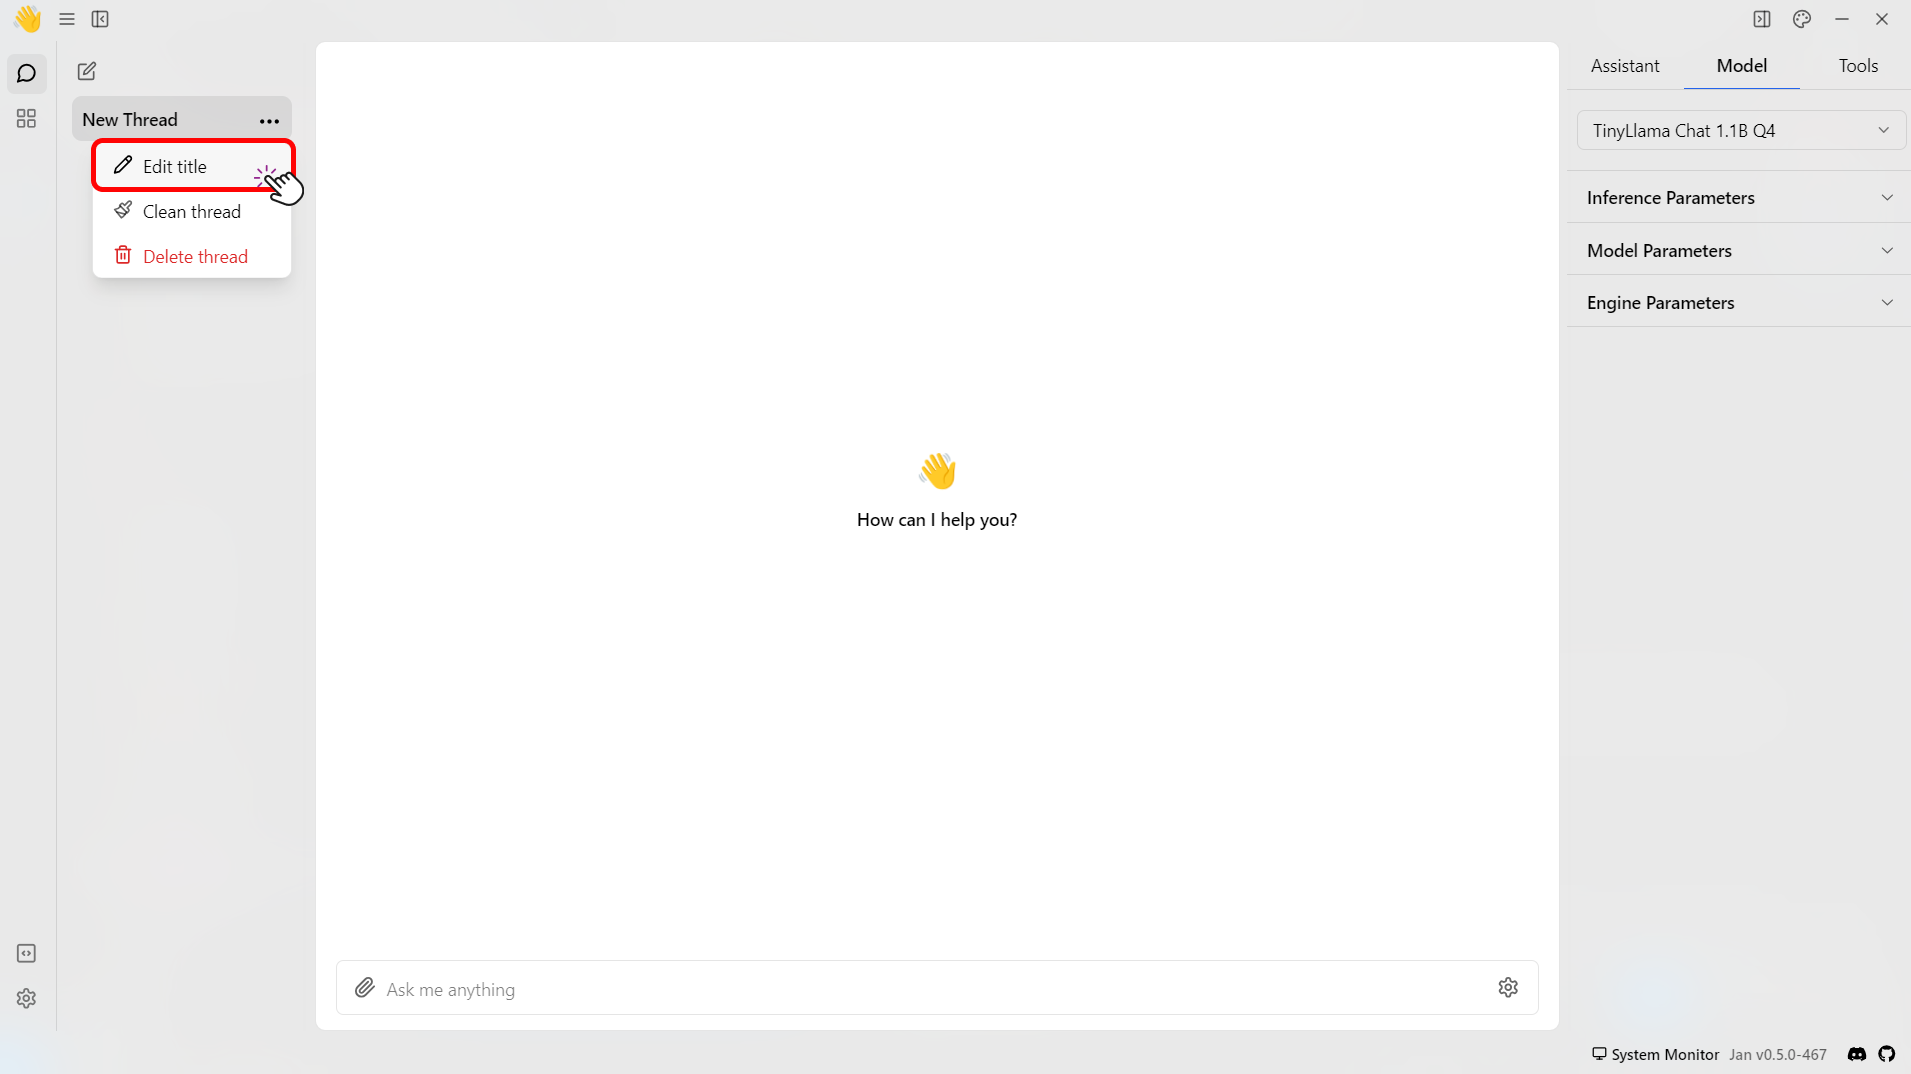 New Thread
Edit title
Clean thread
Delete thread
How can I help you?
Ask me anything
Assistant Model Tools
TinyLlama Chat 1.1B Q4
Inference Parameters
Model Parameters
Engine Parameters
System Monitor Jan v0.5.0-467